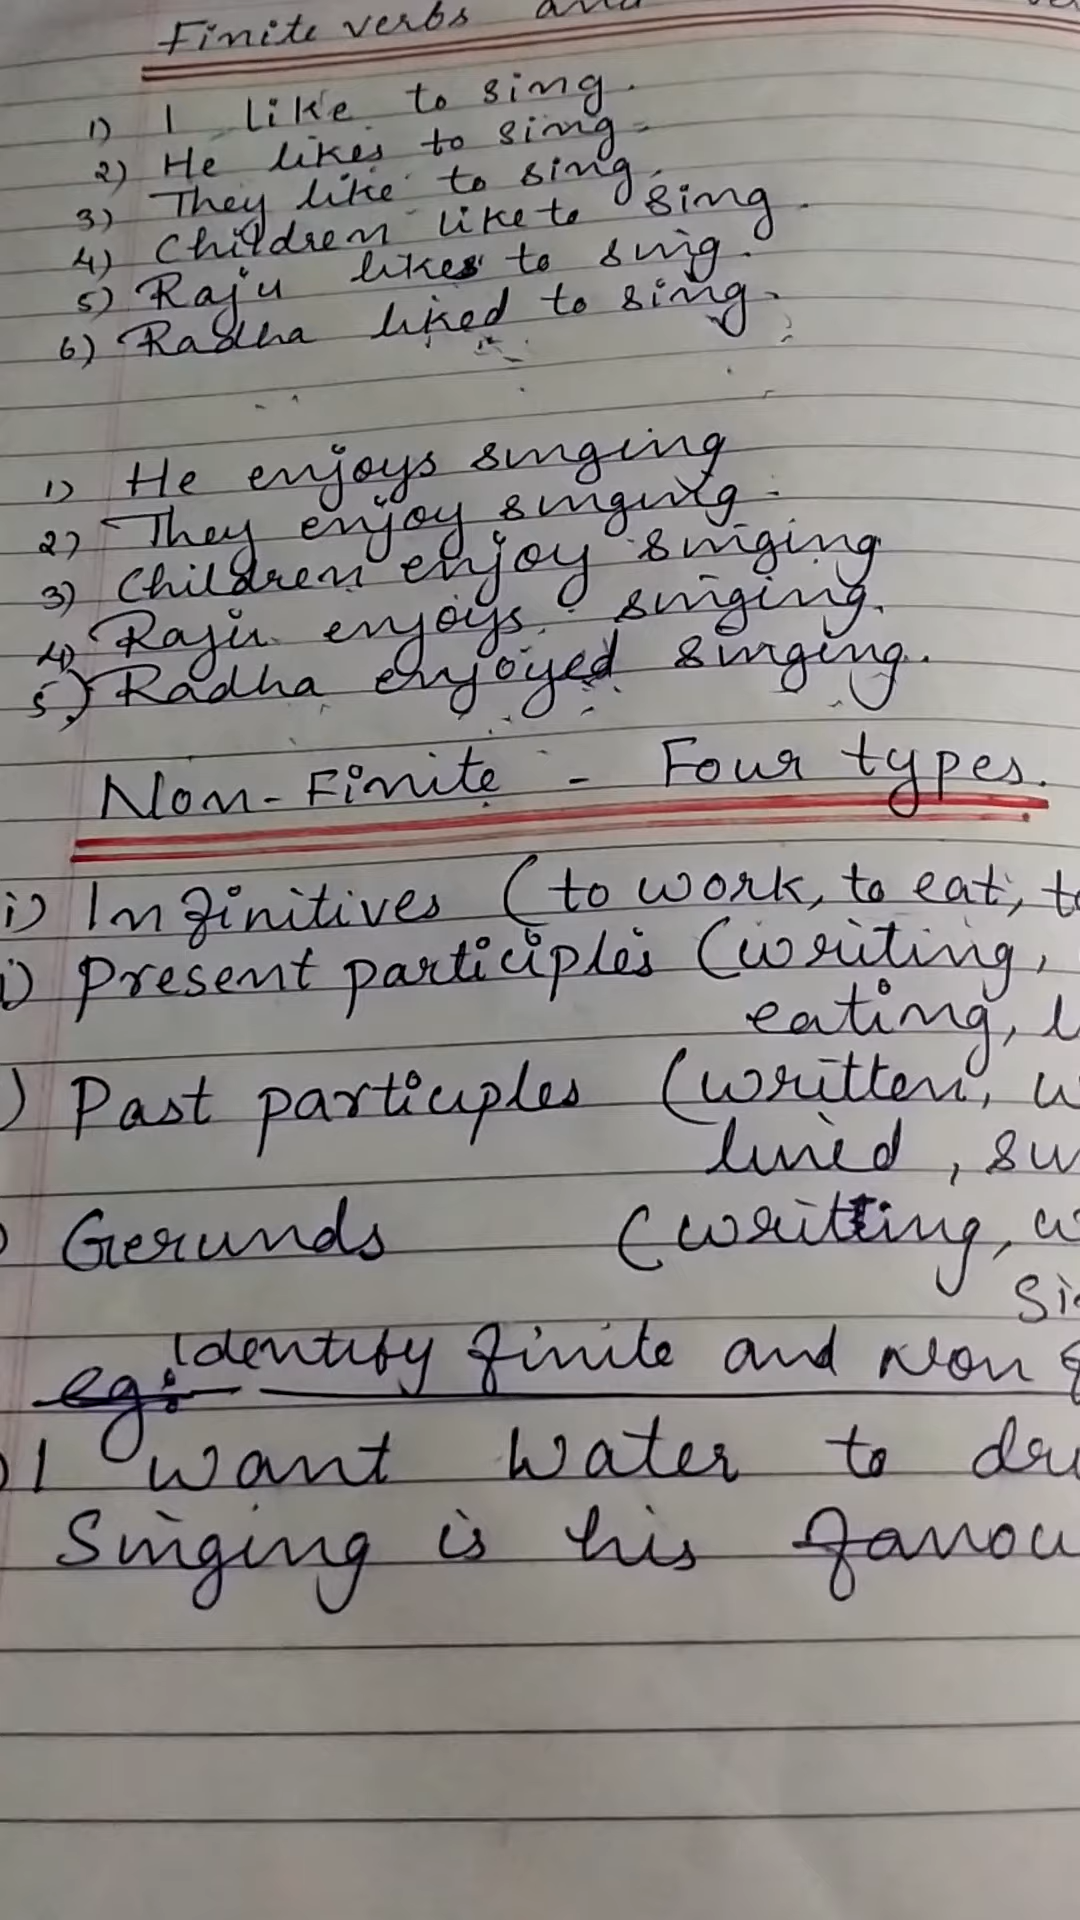 Finite verbs and
1) I like to sing.
2) He likes to sing.
3) They like to sing.
4) Children like to sing.
5) Raju likes to sing.
6) Radha liked to sing.
1) He enjoys singing
2) They enjoy singing.
3) Children enjoy singing
4) Raju enjoys singing.
5) Radha enjoyed singing.
Non-Finite - Four types.
i) Infinitives (to work, to eat, to
i) Present participles (writing,
eating,
) Past participles (written,
lined,
) Gerunds (writting,
Identify finite and Non
eg:
I want water to
Singing is his